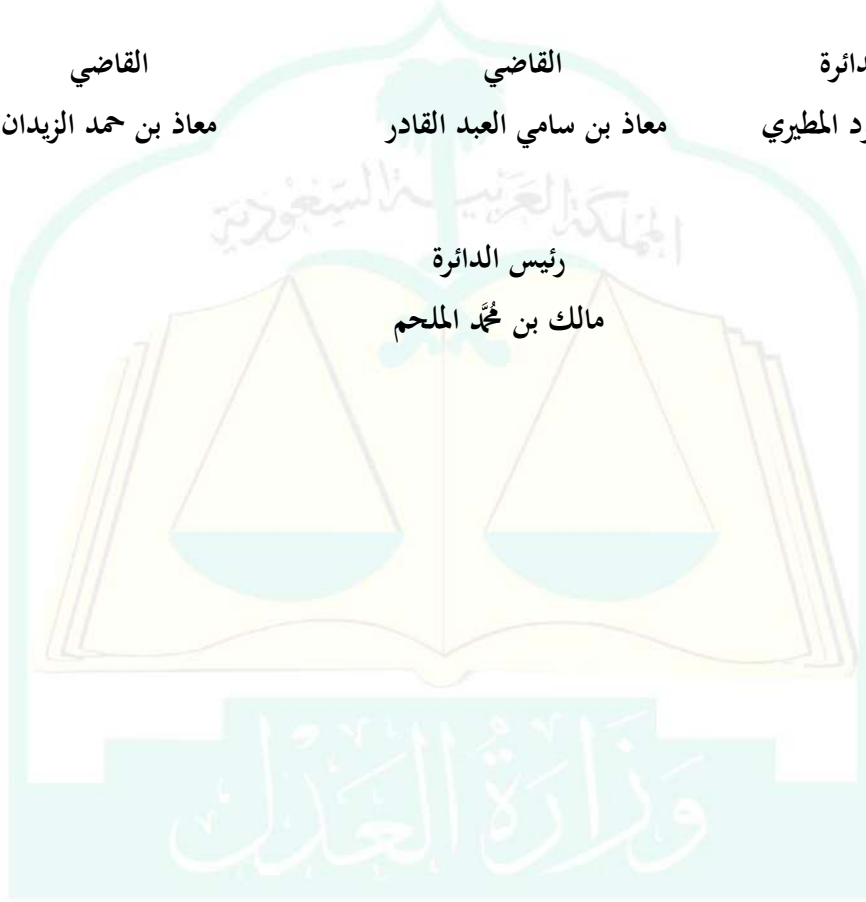 دائرة القاضي القاضي
د المطيري معاذ بن سامي العبد القادر معاذ بن حمد الزيدان
المملكة العربية السعودية
رئيس الدائرة
مالك بن مُحَمَّد الملحم
وزارة العدل